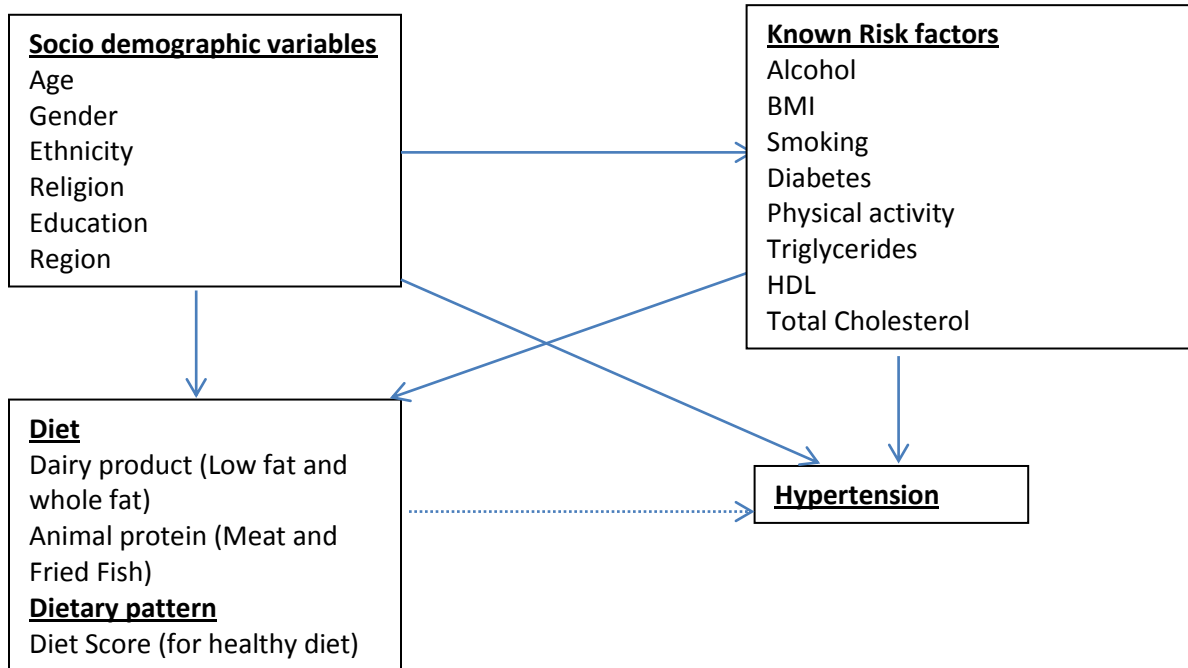 Socio demographic variables
Age
Gender
Ethnicity
Religion
Education
Region
Known Risk factors
Alcohol
BMI
Smoking
Diabetes
Physical activity
Triglycerides
HDL
Total Cholesterol
Diet
Dairy product (Low fat and
whole fat)
Animal protein (Meat and
Fried Fish)
Dietary pattern
Diet Score (for healthy diet)
Hypertension